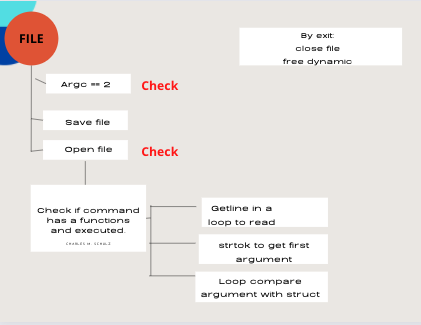 FILE
By exit:
close file
free dynamic
Argc == 2
Check
Save file
Open file
Check
Check if command
has a functions
and executed.
CHARLES M. SCHULZ
Getline in a
loop to read
strtok to get first
argument
Loop compare
argument with struct